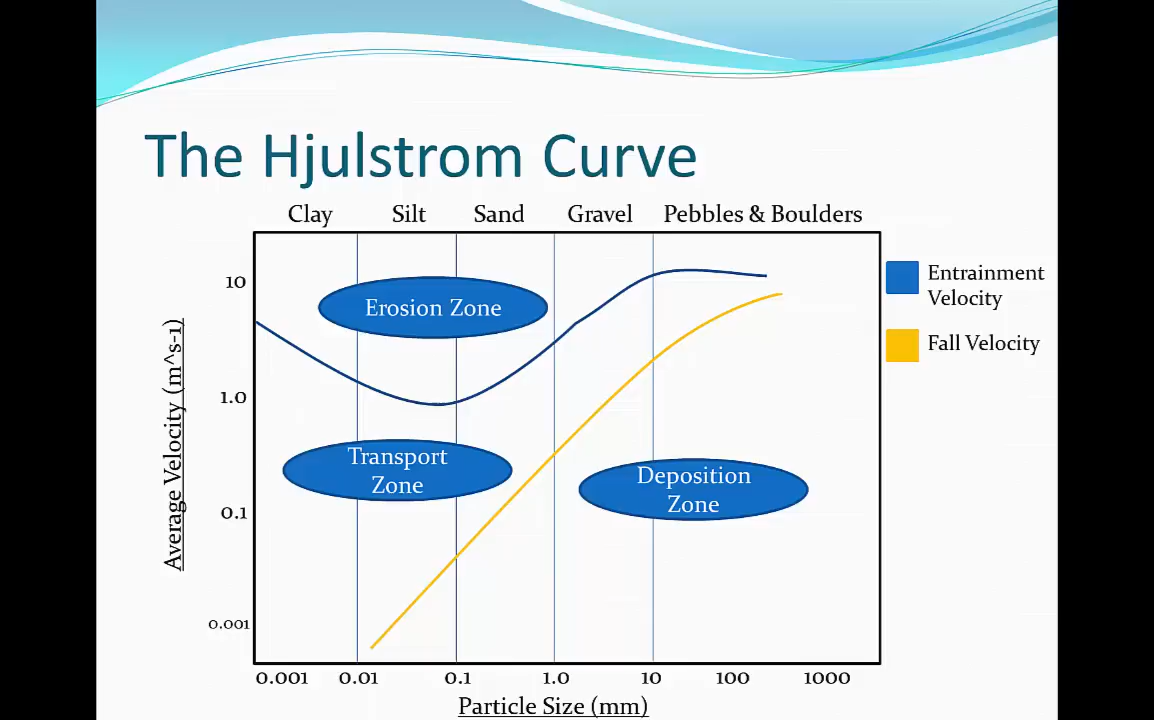 The Hjulstrom Curve
Clay Silt Sand Gravel Pebbles & Boulders
10
1.0
0.1
0.001
Average Velocity (m^s-1)
Erosion Zone
Transport
Zone
Deposition
Zone
Entrainment
Velocity
Fall Velocity
0.001 0.01 0.1 1.0 10 100 1000
Particle Size (mm)